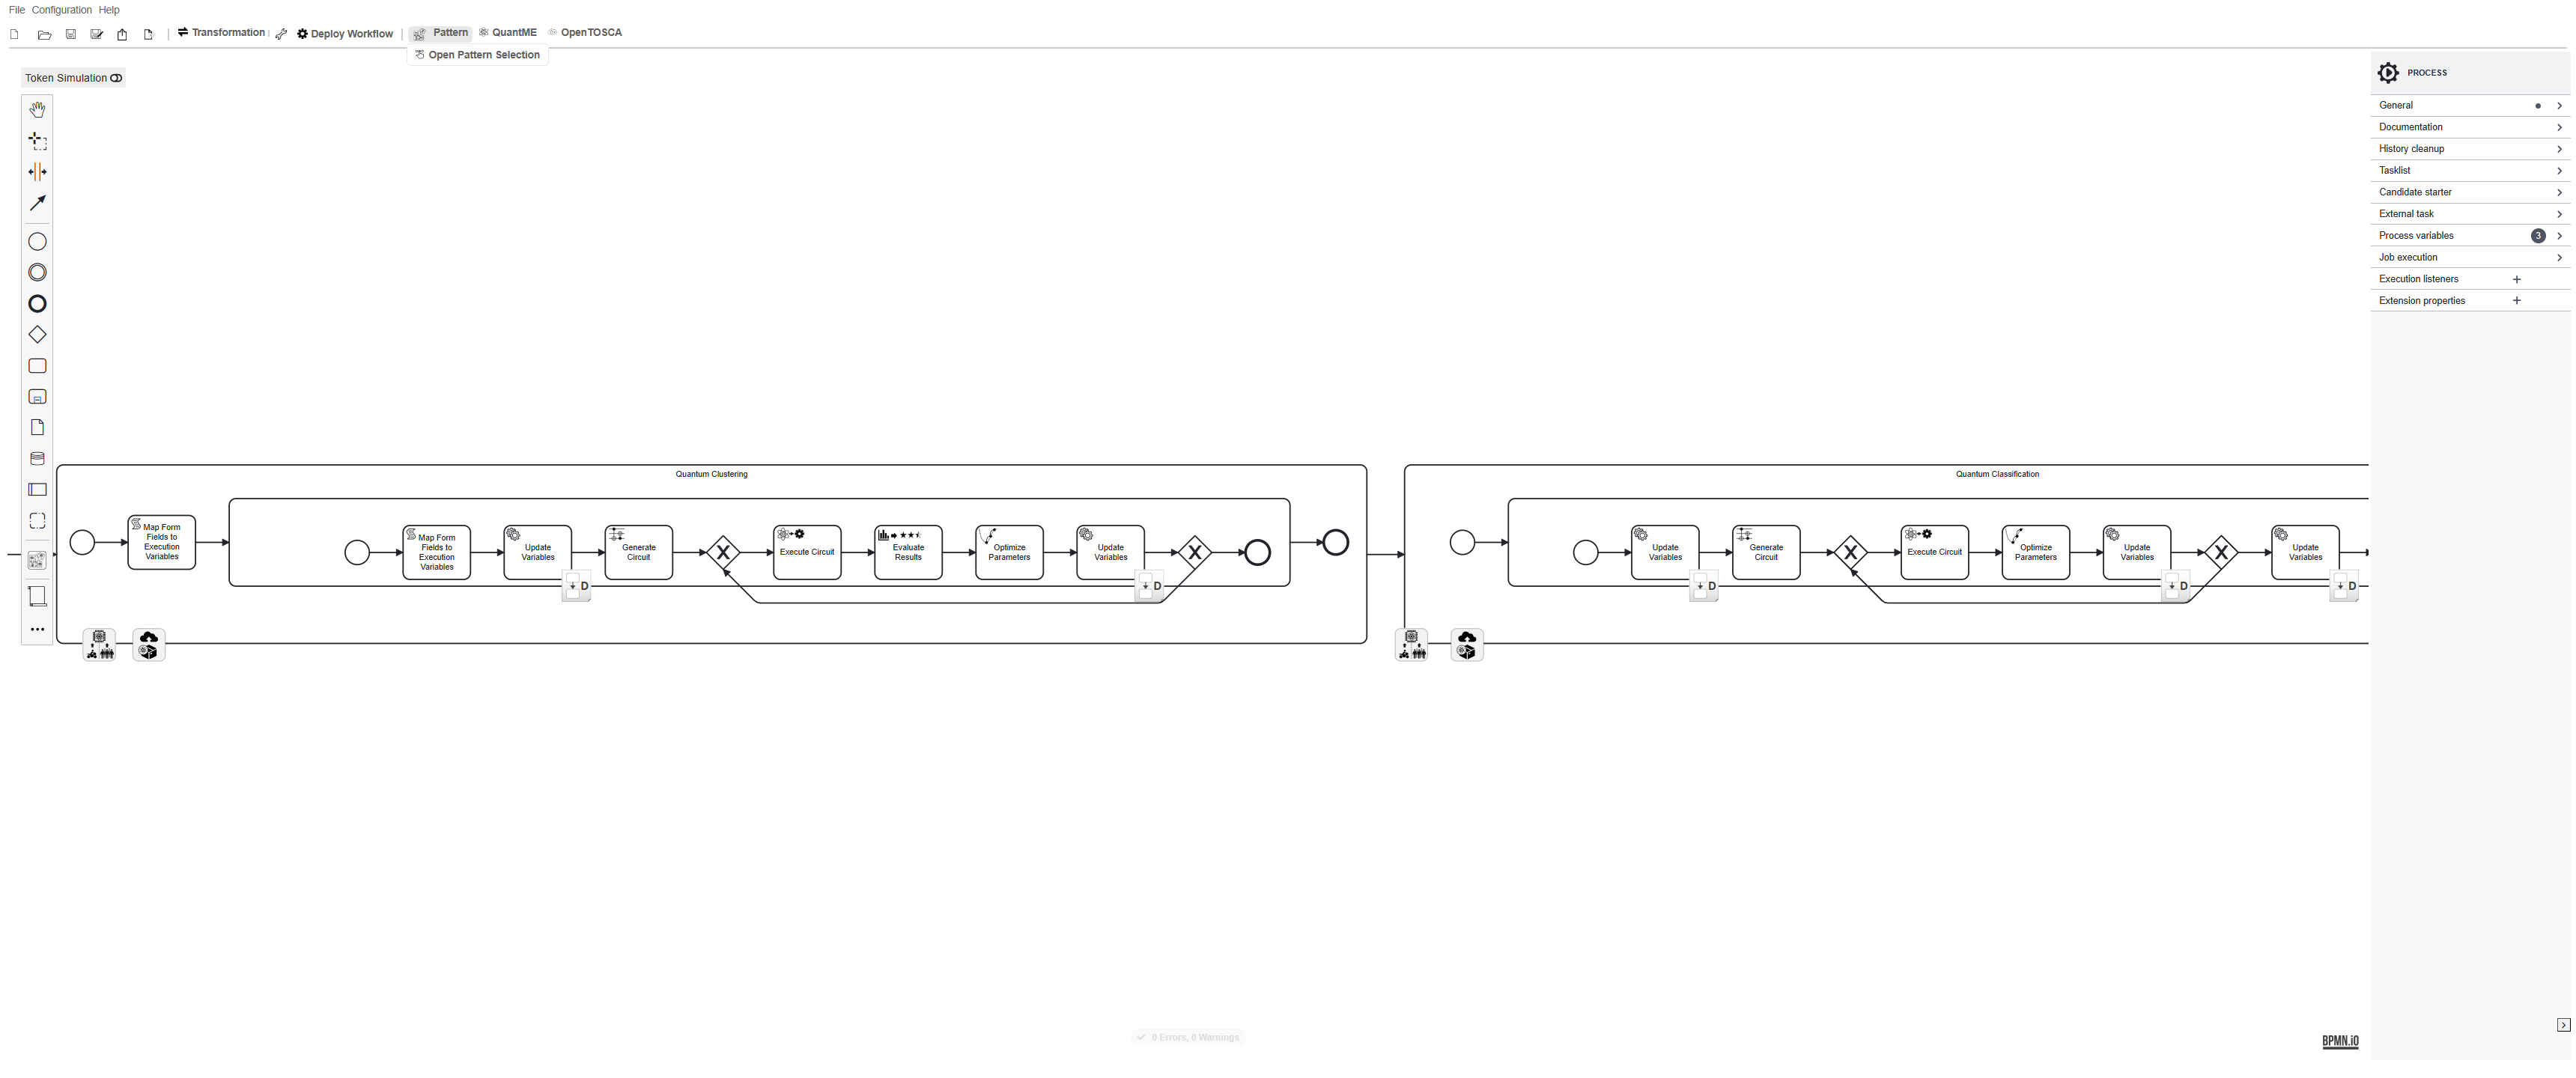 File Configuration Help
Transformation
Deploy Workflow
Pattern
QuantME
OpenTOSCA
Open Pattern Selection
Token Simulation
PROCESS
General
Documentation
History cleanup
Tasklist
Candidate starter
External task
Process variables 3
Job execution
Execution listeners
Extension properties
Quantum Clustering
Map Form
Fields to
Execution
Variables
Map Form
Fields to
Execution
Variables
Update
Variables
D
Generate
Circuit
X
Execute Circuit
Evaluate
Results
Optimize
Parameters
Update
Variables
D
X
Quantum Classification
Update
Variables
D
Generate
Circuit
X
Execute Circuit
Optimize
Parameters
Update
Variables
D
X
Update
Variables
D
0 Errors, 0 Warnings
BPMN.iO